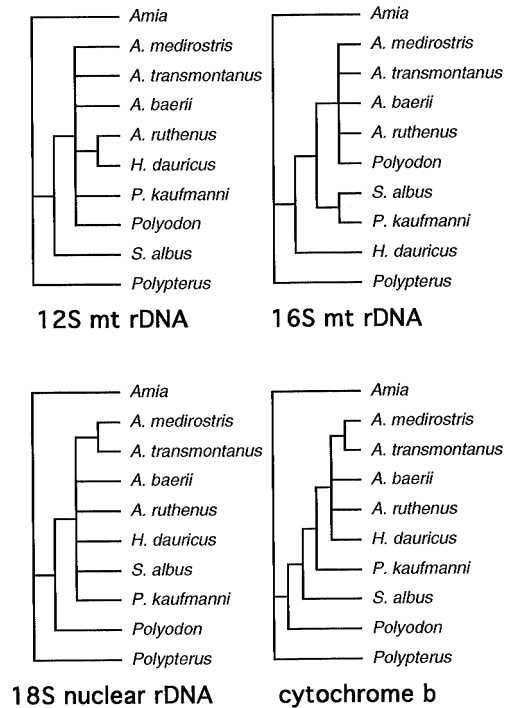 Amia
A. medirostris
A. transmontanus
A. baerii
A. ruthenus
H. dauricus
P. kaufmanni
Polyodon
S. albus
Polypterus
12S mt rDNA
Amia
A. medirostris
A. transmontanus
A. baerii
A. ruthenus
Polyodon
S. albus
P. kaufmanni
H. dauricus
Polypterus
16S mt rDNA
Amia
A. medirostris
A. transmontanus
A. baerii
A. ruthenus
H. dauricus
S. albus
P. kaufmanni
Polyodon
Polypterus
18S nuclear rDNA
Amia
A. medirostris
A. transmontanus
A. baerii
A. ruthenus
H. dauricus
P. kaufmanni
S. albus
Polyodon
Polypterus
cytochrome b